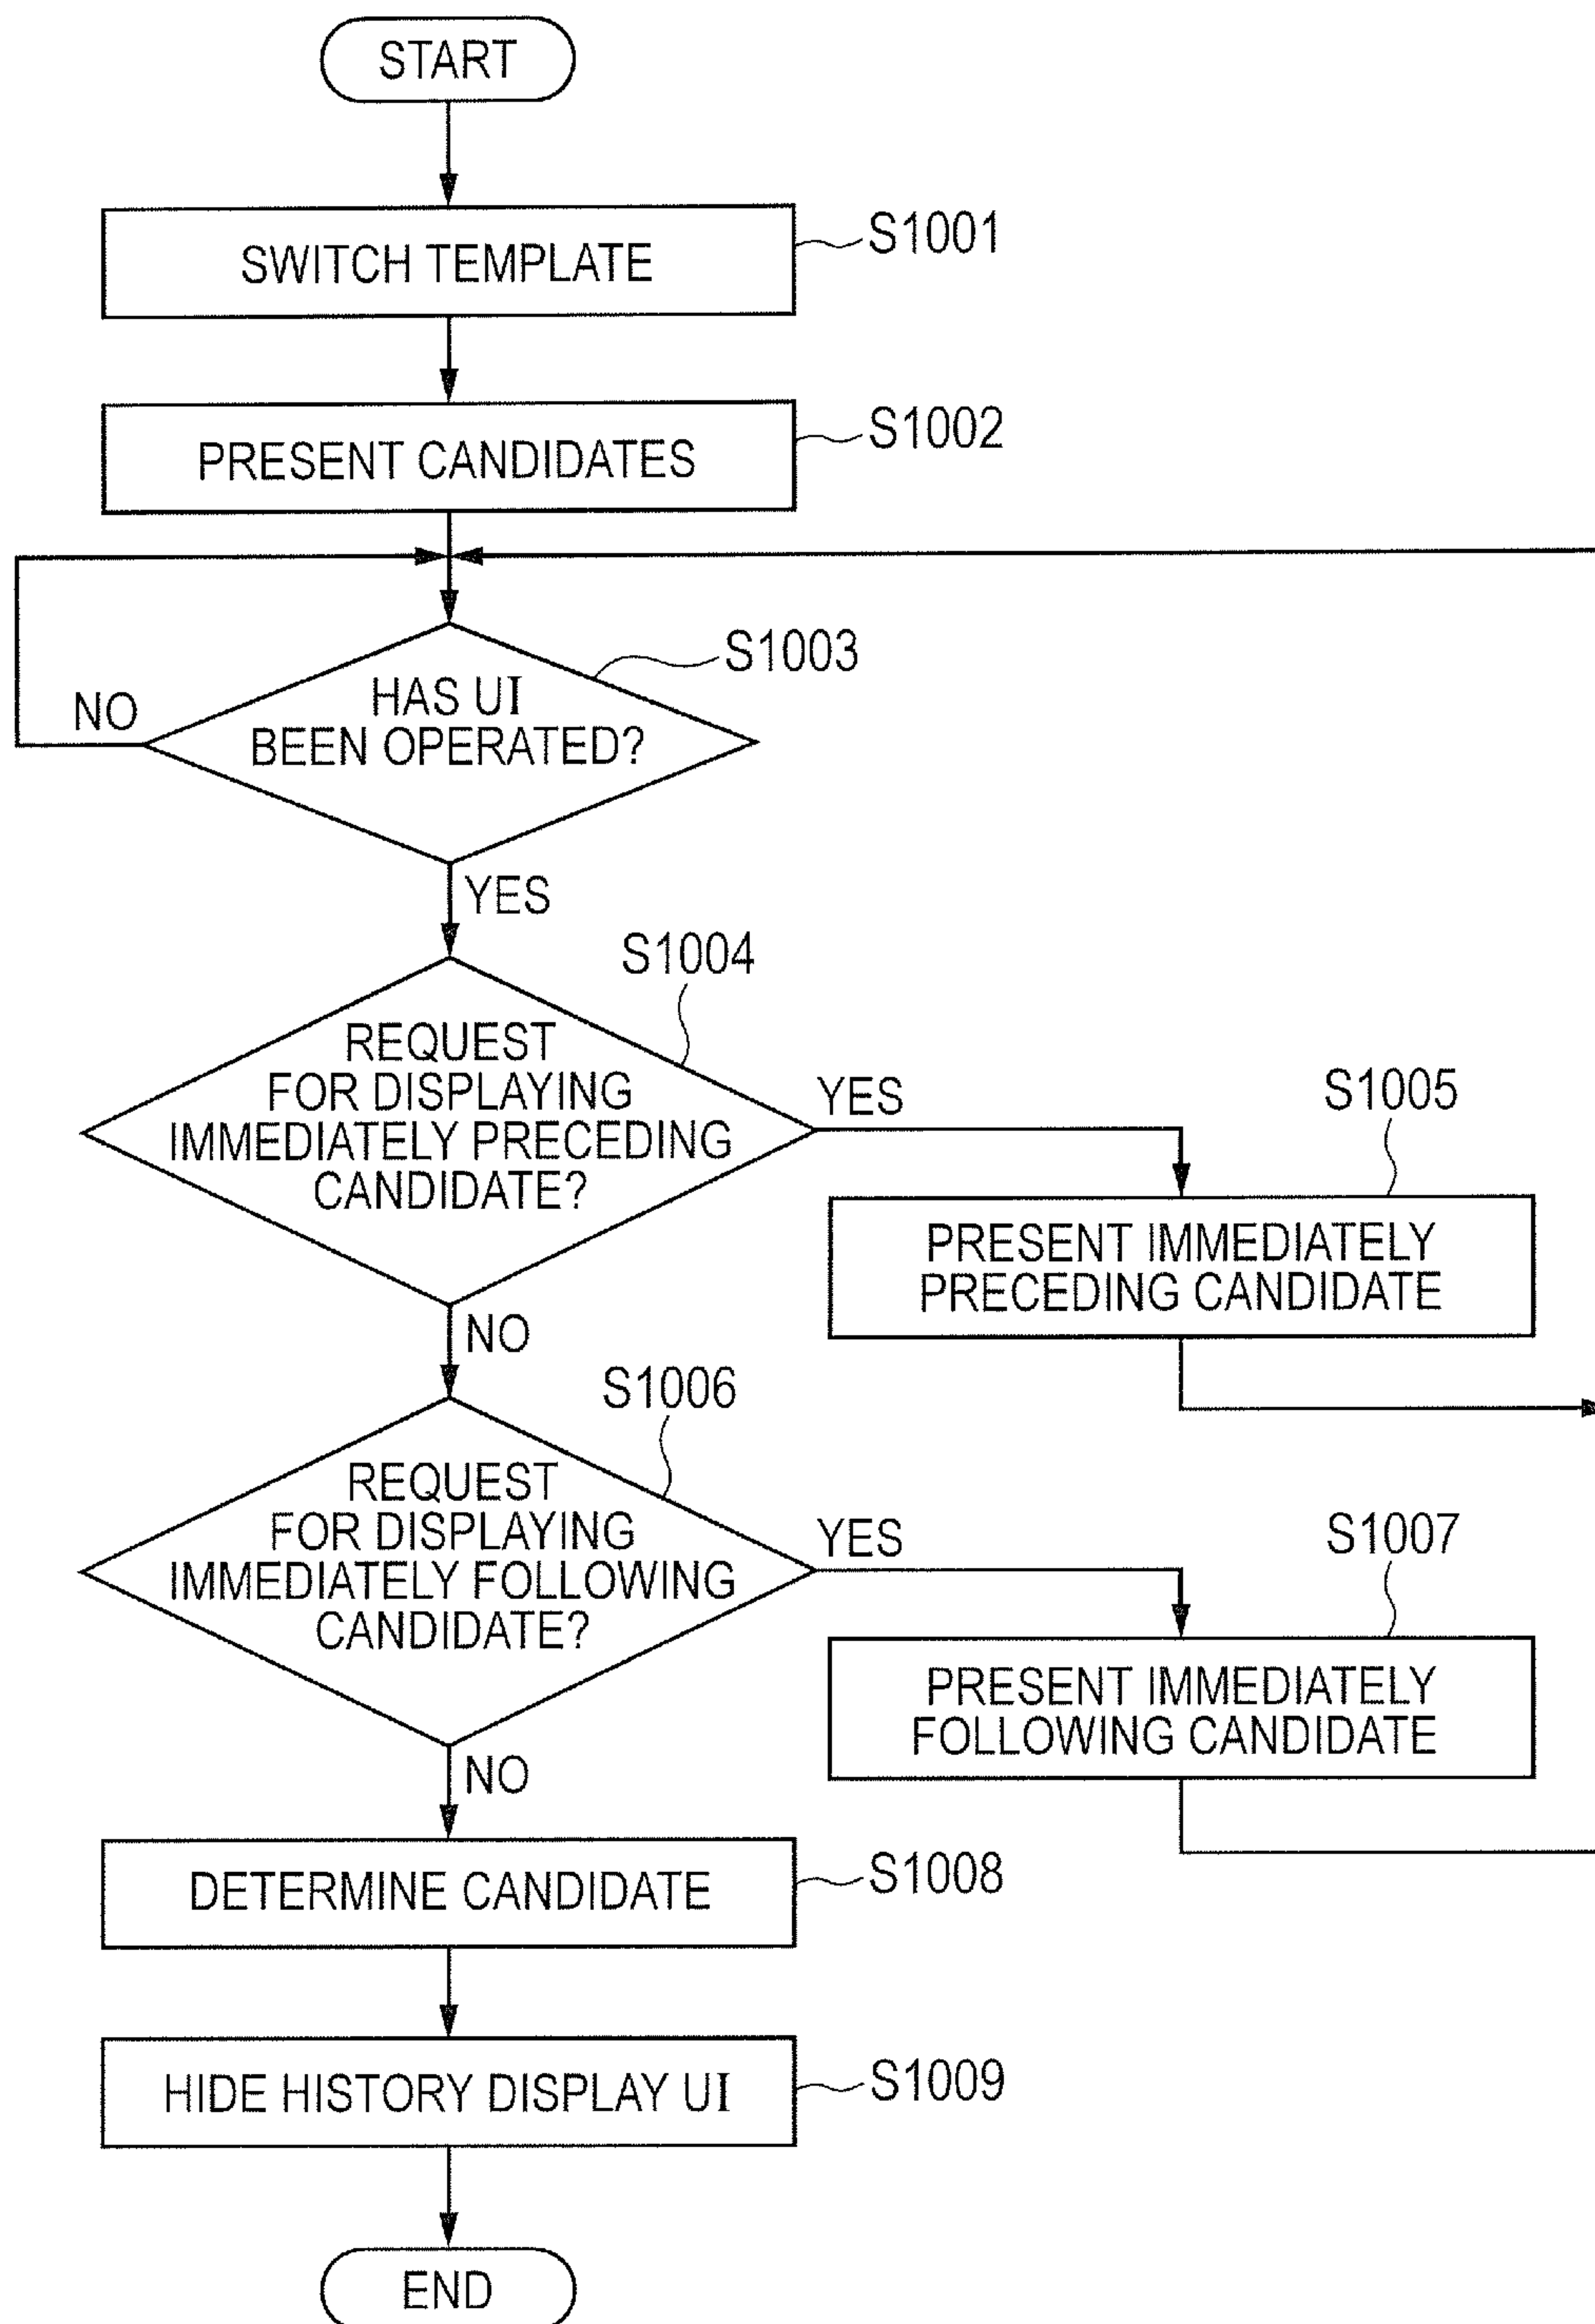 START
SWITCH TEMPLATE
S1001
PRESENT CANDIDATES
S1002
HAS UI
BEEN OPERATED?
S1003
NO
YES
S1004
REQUEST
FOR DISPLAYING
IMMEDIATELY PRECEDING
CANDIDATE?
YES
S1005
PRESENT IMMEDIATELY
PRECEDING CANDIDATE
NO
S1006
REQUEST
FOR DISPLAYING
IMMEDIATELY FOLLOWING
CANDIDATE?
YES
S1007
PRESENT IMMEDIATELY
FOLLOWING CANDIDATE
NO
DETERMINE CANDIDATE
S1008
HIDE HISTORY DISPLAY UI
S1009
END